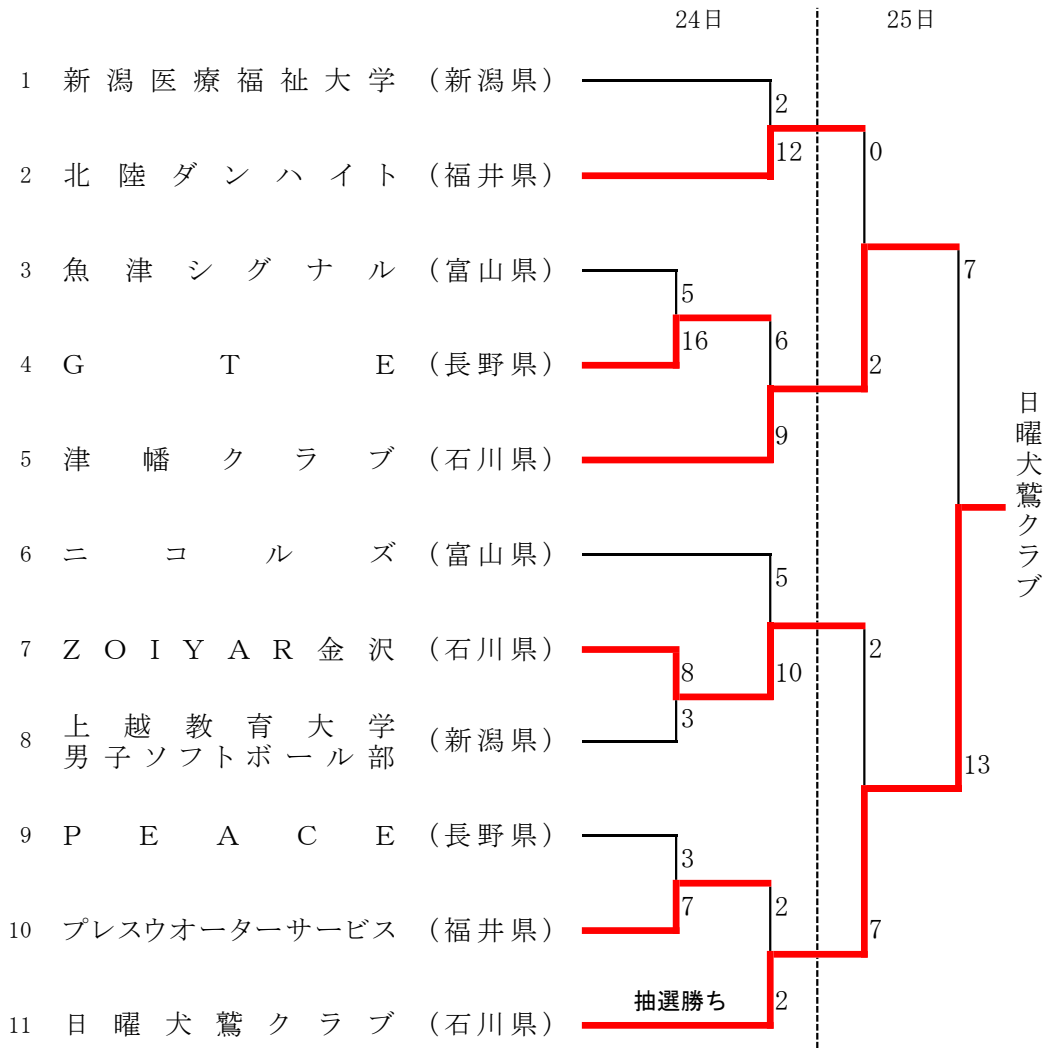 24日 25日
1 新潟医療福祉大学 （新潟県）
2
12
0
2 北陸ダンハイト （福井県）
3 魚津シグナル （富山県）
7
5
16
6
4 GTE （長野県）
2
9
5 津幡クラブ （石川県）
日曜犬鷲クラブ
6 ニコルズ （富山県）
5
7 ZOIYAR金沢 （石川県）
2
8
10
3
8 上越教育大学
男子ソフトボール部 （新潟県）
13
9 PEACE （長野県）
3
7
2
10 プレスウオーターサービス （福井県）
7
抽選勝ち 2
11 日曜犬鷲クラブ （石川県）